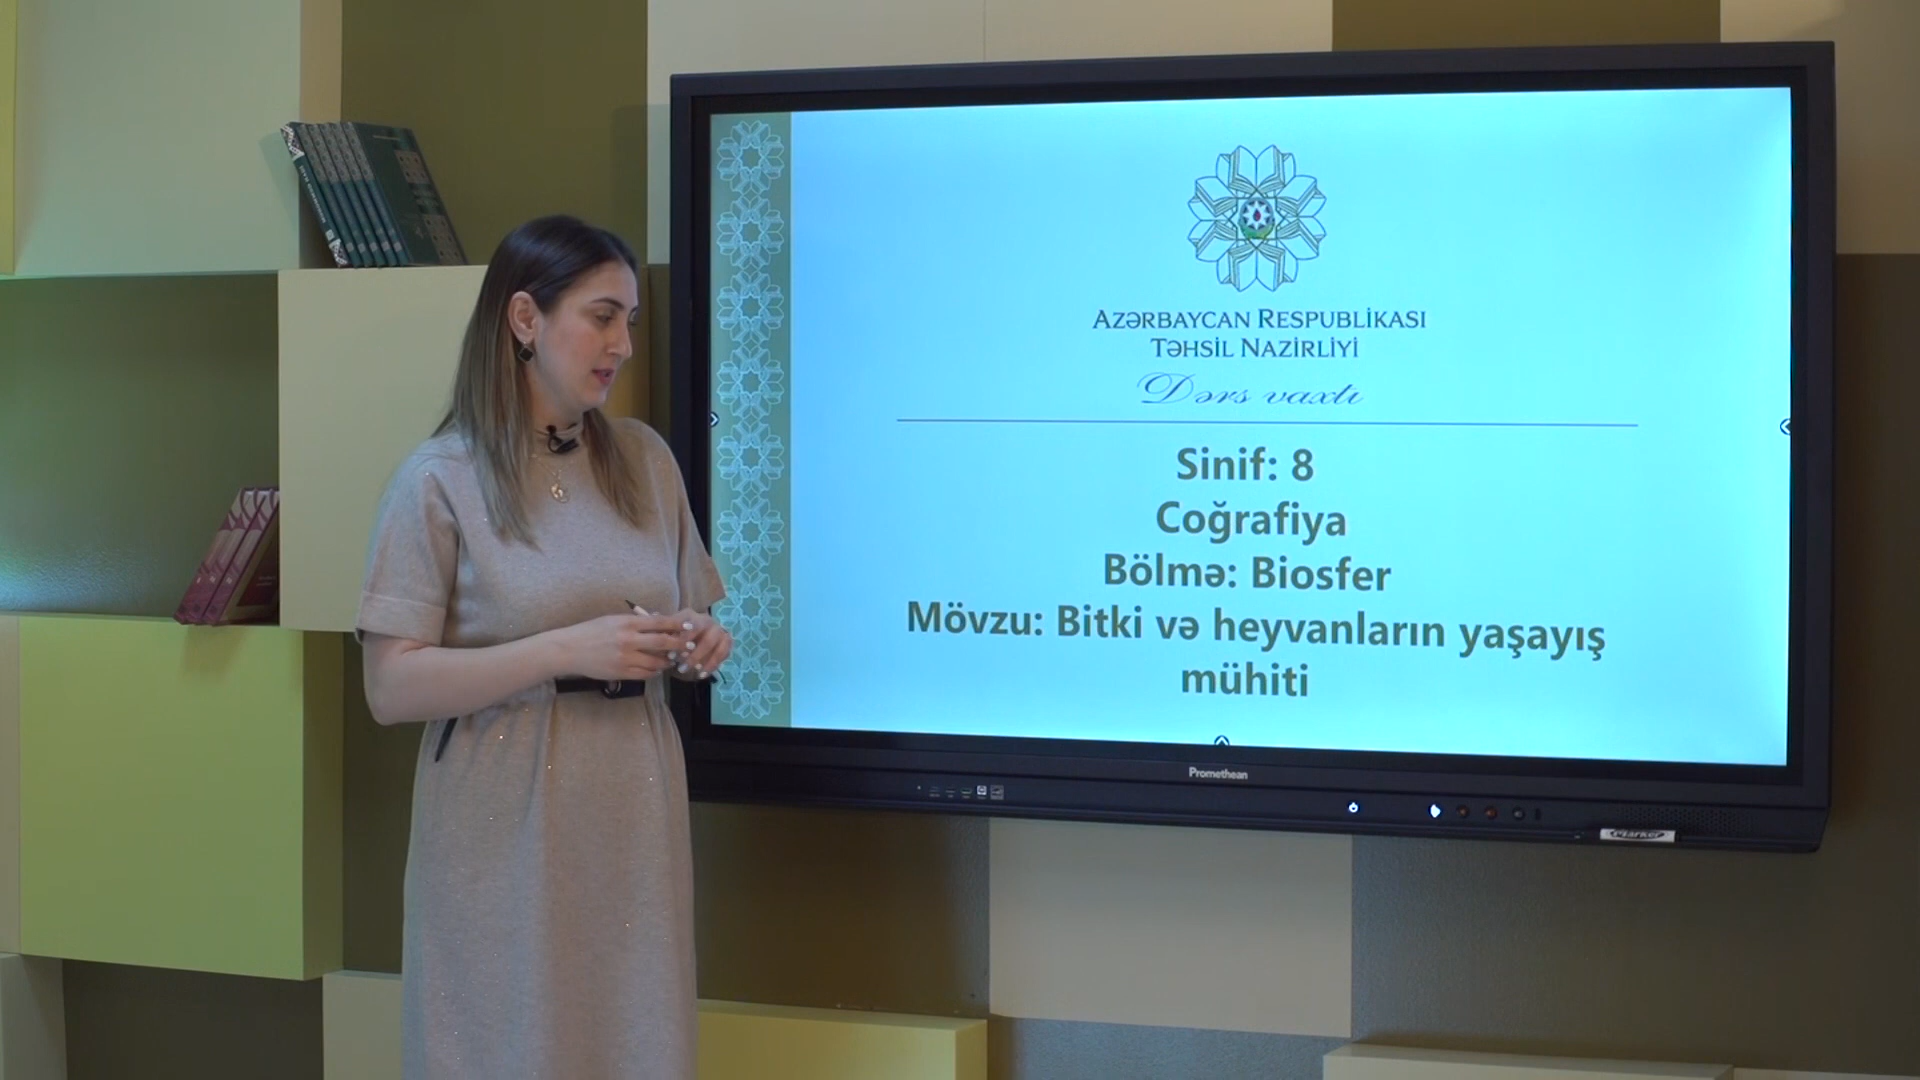 AZƏRBAYCAN RESPUBLİKASI
TƏHSİL NAZİRLİYİ
Dərs vaxtı
Sinif: 8
Coğrafiya
Bölmə: Biosfer
Mövzu: Bitki və heyvanların yaşayış
mühiti
Promethean